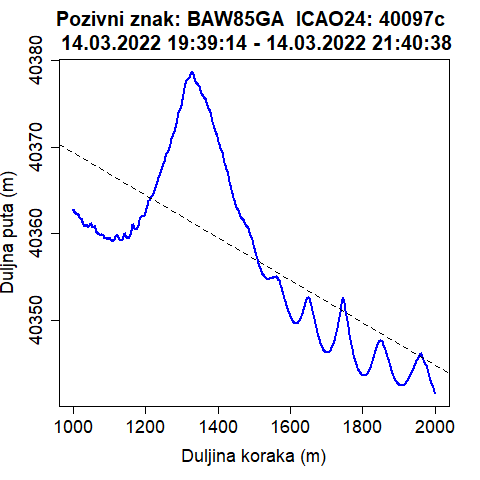 Pozivni znak: BAW85GA  ICAO24: 40097c
14.03.2022 19:39:14 - 14.03.2022 21:40:38
Duljna puta (m)
40380
40370
40360
40350
1000 1200 1400 1600 1800 2000
Duljina koraka (m)